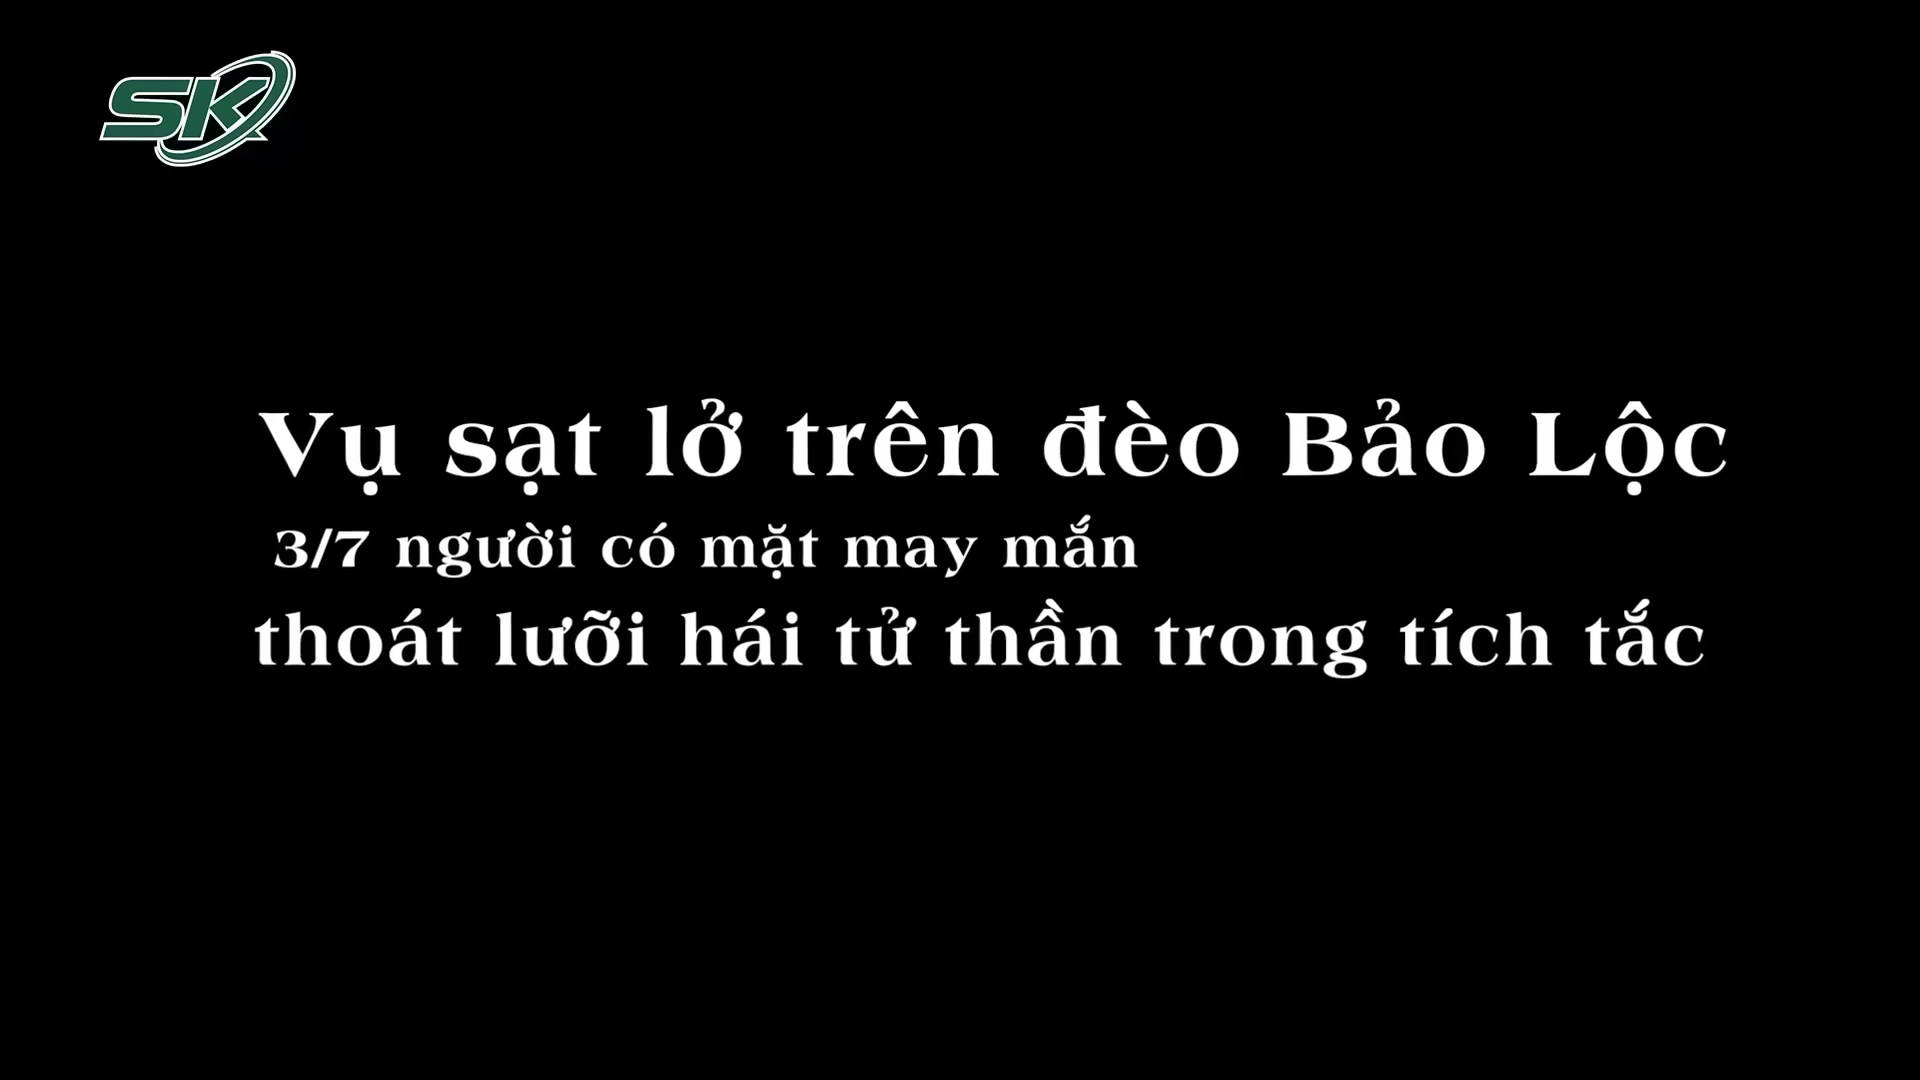 SK
Vụ sạt lở trên đèo Bảo Lộc
3/7 người có mặt may mắn
thoát lưỡi hái tử thần trong tích tắc